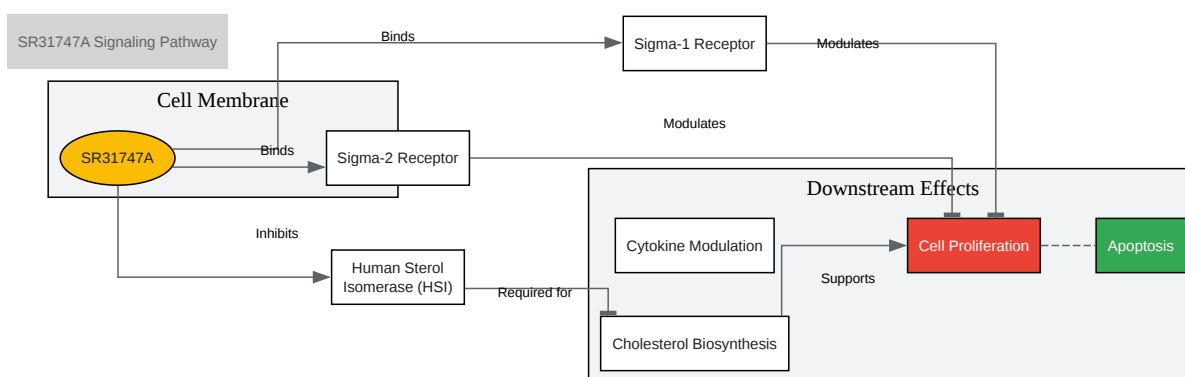 SR31747A Signaling Pathway
Binds
Sigma-1 Receptor
Modulates
Cell Membrane
SR31747A
Binds
Sigma-2 Receptor
Modulates
Downstream Effects
Inhibits
Human Sterol
Isomerase (HSI)
Required for
Cytokine Modulation
Cell Proliferation
Apoptosis
Supports
Cholesterol Biosynthesis